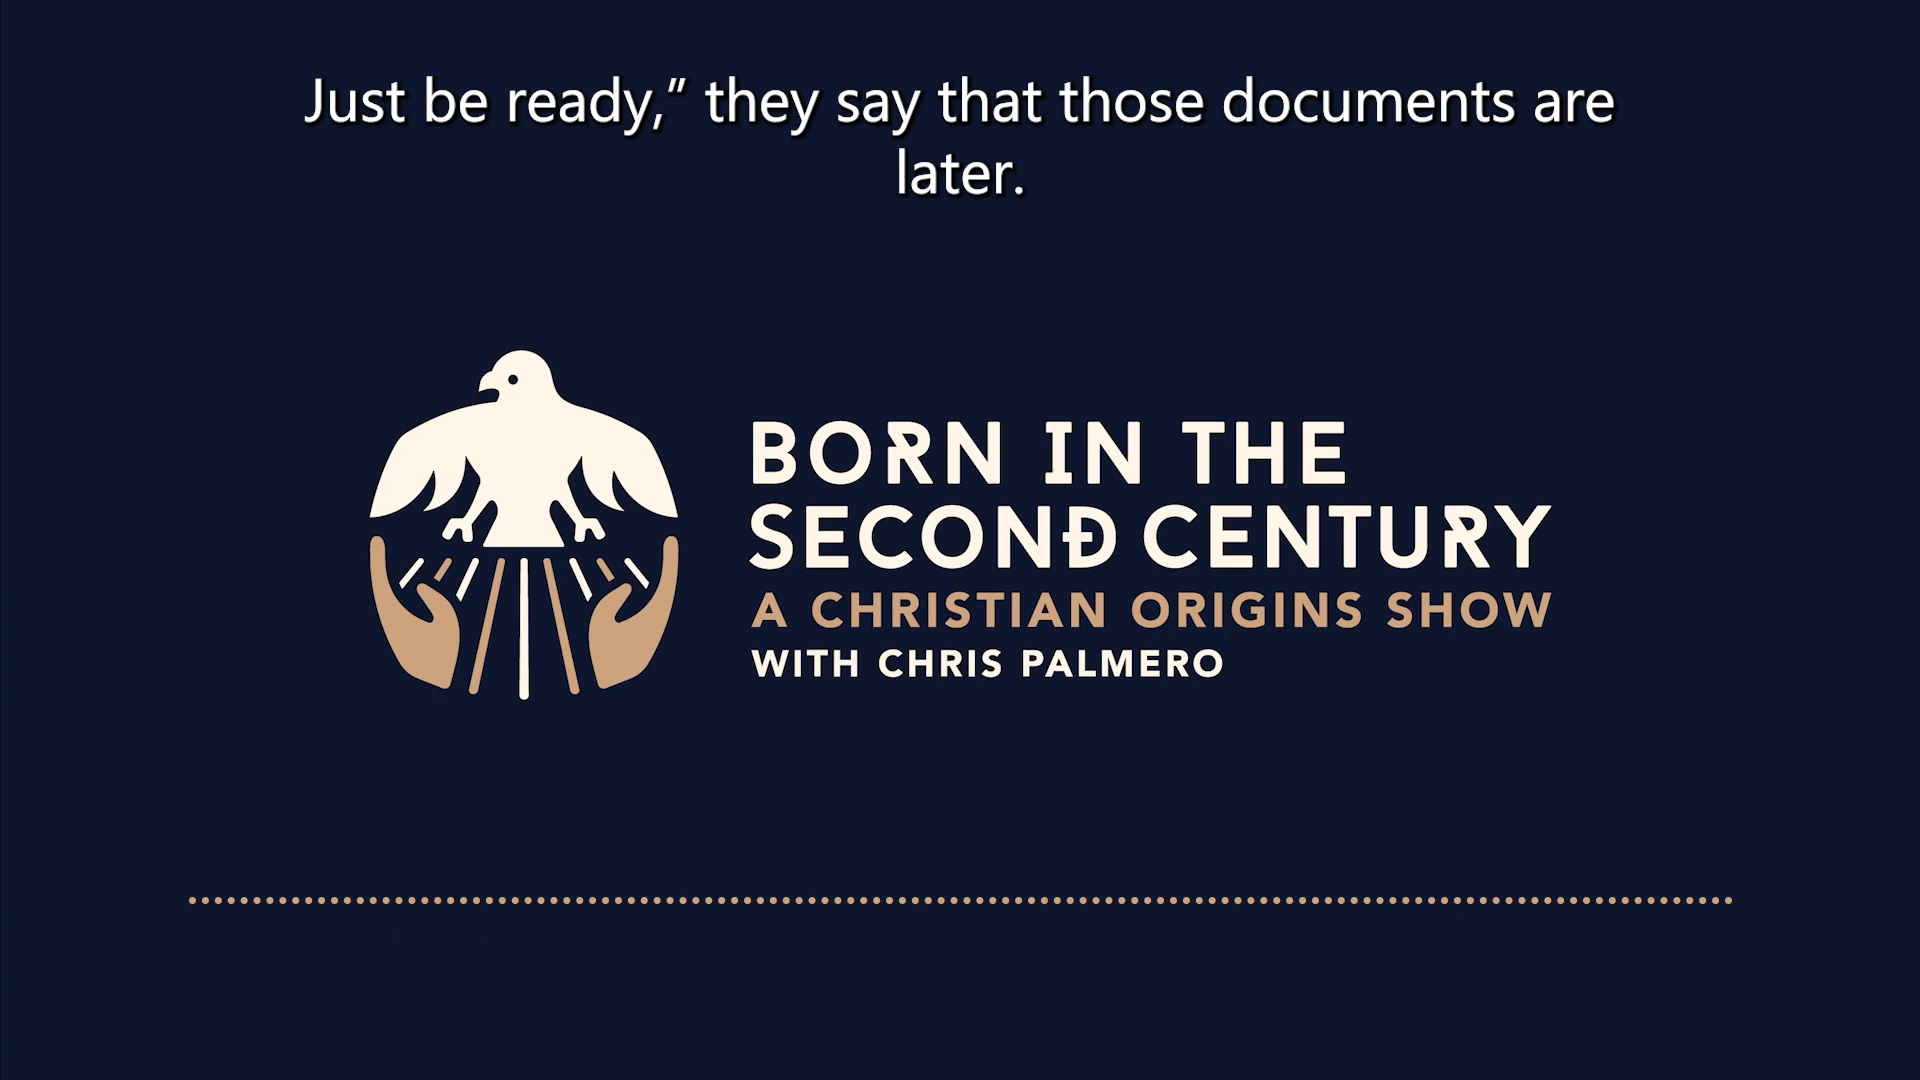 Just be ready,” they say that those documents are
later.
BORN IN THE
SECOND CENTURY
A CHRISTIAN ORIGINS SHOW
WITH CHRIS PALMERO